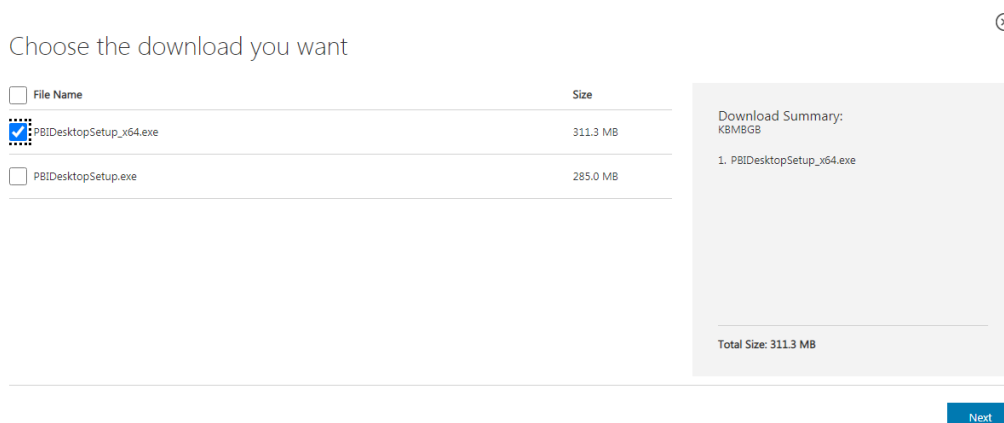 Choose the download you want
File Name Size
PBIDesktopSetup_x64.exe 311.3 MB
PBIDesktopSetup.exe 285.0 MB
Download Summary:
KBMBGB
1. PBIDesktopSetup_x64.exe
Total Size: 311.3 MB
Next